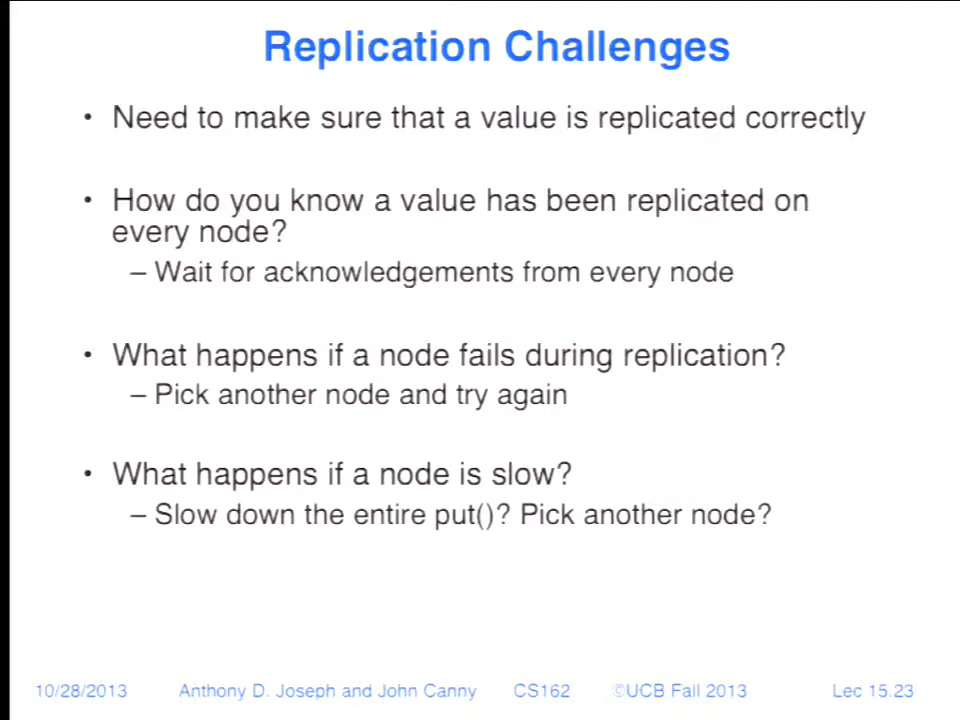 Replication Challenges
• Need to make sure that a value is replicated correctly
• How do you know a value has been replicated on
every node?
– Wait for acknowledgements from every node
• What happens if a node fails during replication?
– Pick another node and try again
• What happens if a node is slow?
– Slow down the entire put()? Pick another node?
10/28/2013 Anthony D. Joseph and John Canny CS162 ©UCB Fall 2013 Lec 15.23